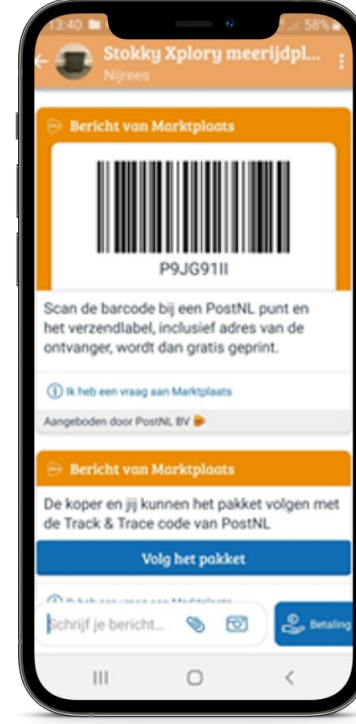 13:40
58%
Stokky Xplory meerijdpl...
Nijrees
Bericht van Marktplaats
P9JG91II
Scan de barcode bij een PostNL punt en
het verzendlabel, inclusief adres van de
ontvanger, wordt dan gratis geprint.
Ik heb een vraag aan Marktplaats
Aangeboden door PostNL BV
Bericht van Marktplaats
De koper en jij kunnen het pakket volgen met
de Track & Trace code van PostNL
Volg het pakket
Schrijf je bericht...
Betaling